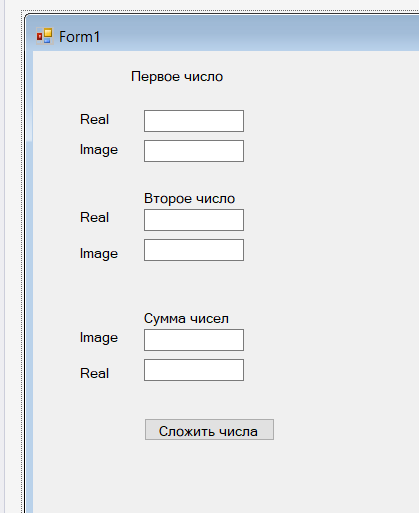 Form1
Первое число
Real
Image
Второе число
Real
Image
Сумма чисел
Image
Real
Сложить числа